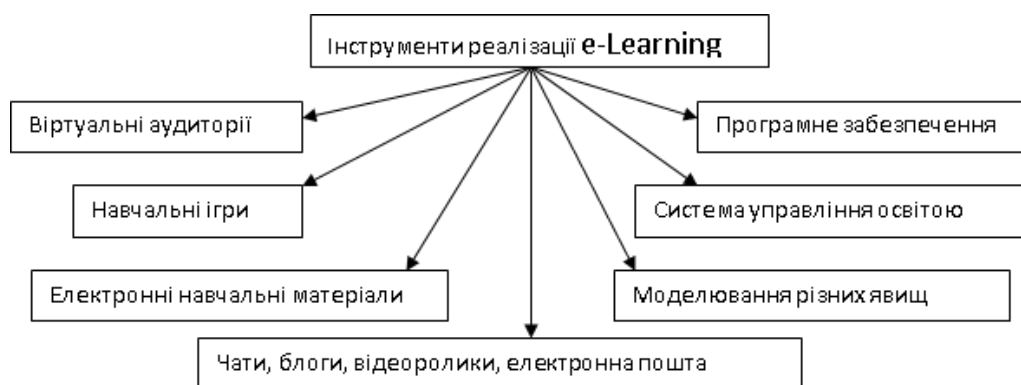 Інструменти реалізації e-Learning
Віртуальні аудиторії
Програмне забезпечення
Навчальні ігри
Система управління освітою
Електронні навчальні матеріали
Моделювання різних явищ
Чати, блоги, відеоролики, електронна пошта